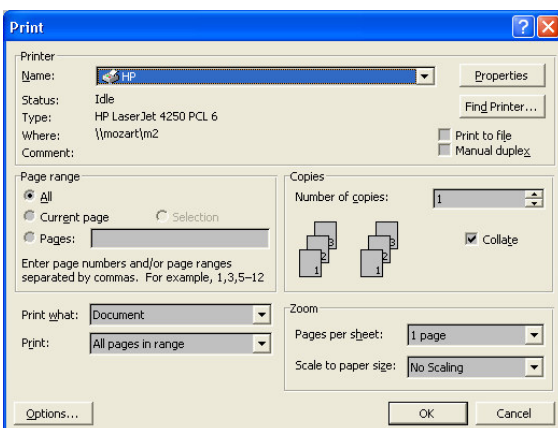 Print
Printer
Name: HP Properties
Status: Idle Find Printer...
Type: HP LaserJet 4250 PCL 6
Where: \\mozart\m2 Print to file
Comment: Manual duplex
Page range
All
Current page Selection
Pages:
Enter page numbers and/or page ranges
separated by commas. For example, 1,3,5–12
Copies
Number of copies: 1
3 3
2 2
1 1
Collate
Print what: Document
Print: All pages in range
Zoom
Pages per sheet: 1 page
Scale to paper size: No Scaling
Options... OK Cancel